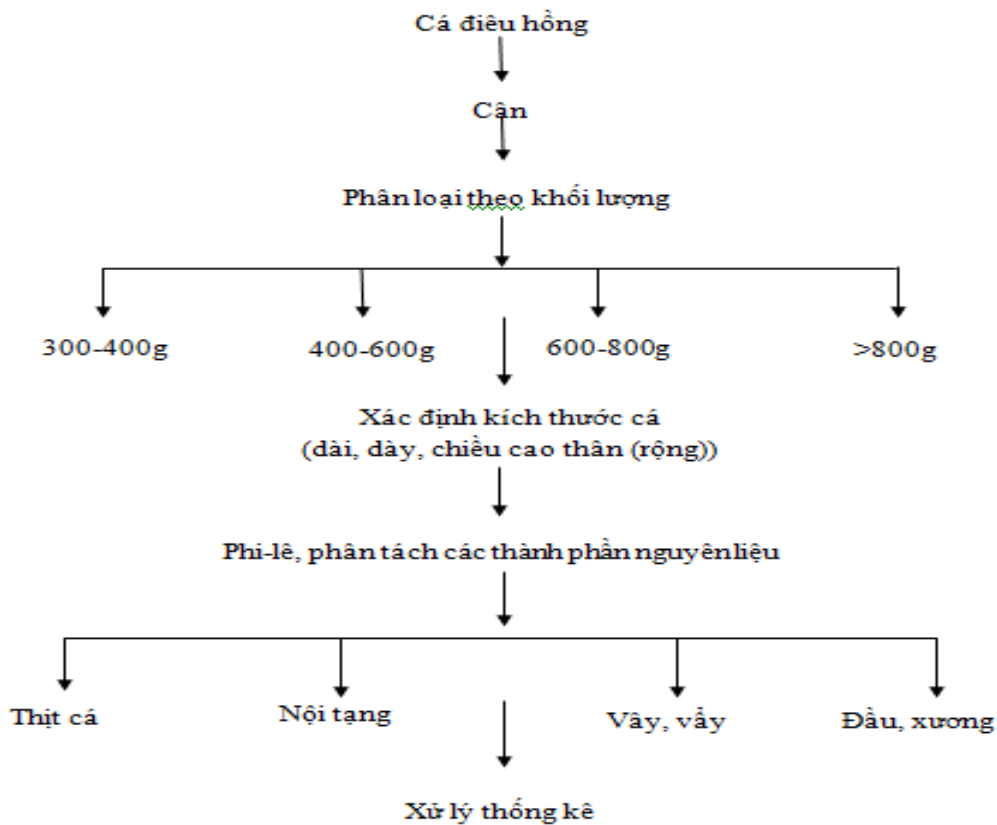 Cá điêu hồng
Cân
Phân loại theo khối lượng
300-400g 400-600g 600-800g >800g
Xác định kích thước cá
(dài, dày, chiều cao thân (rộng))
Phi-lê, phân tách các thành phần nguyên liệu
Thịt cá Nội tạng Vây, vẩy Đầu, xương
Xử lý thống kê